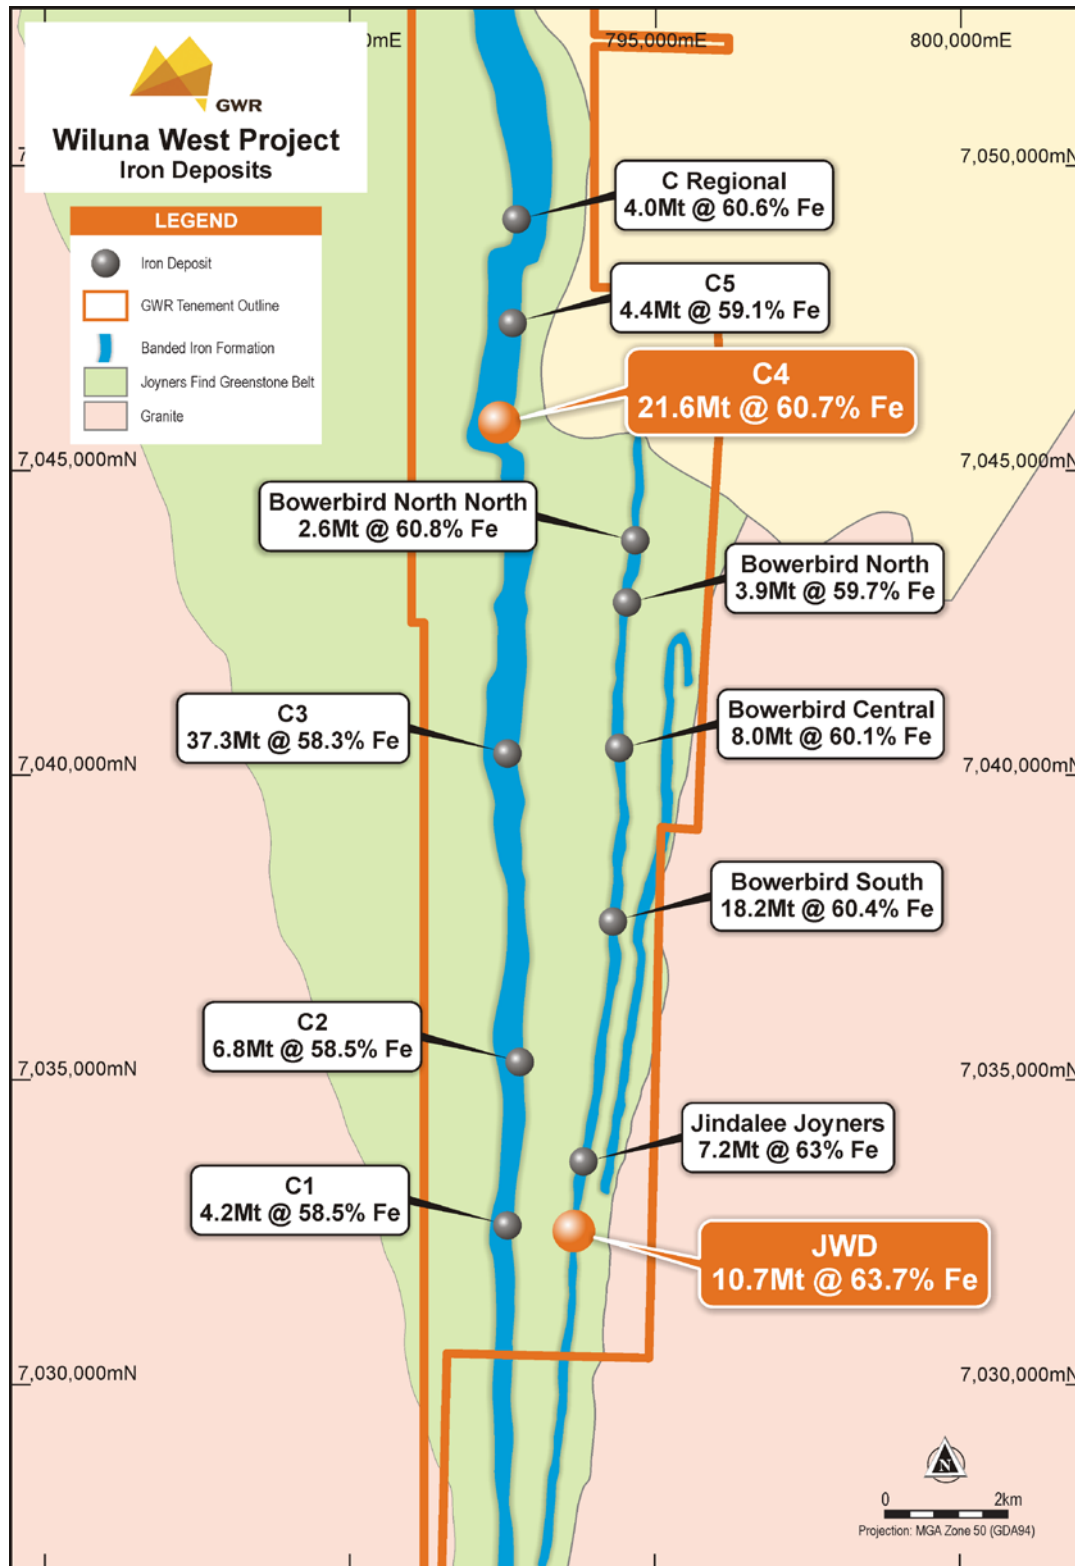 GWR
Wiluna West Project
Iron Deposits
LEGEND
Iron Deposit
GWR Tenement Outline
Banded Iron Formation
Joyners Find Greenstone Belt
Granite
795,000mE
800,000mE
7,050,000mN
C Regional
4.0Mt @ 60.6% Fe
C5
4.4Mt @ 59.1% Fe
C4
21.6Mt @ 60.7% Fe
7,045,000mN
7,045,000mN
Bowerbird North North
2.6Mt @ 60.8% Fe
Bowerbird North
3.9Mt @ 59.7% Fe
C3
37.3Mt @ 58.3% Fe
Bowerbird Central
8.0Mt @ 60.1% Fe
7,040,000mN
7,040,000mN
Bowerbird South
18.2Mt @ 60.4% Fe
C2
6.8Mt @ 58.5% Fe
7,035,000mN
7,035,000mN
Jindalee Joyners
7.2Mt @ 63% Fe
C1
4.2Mt @ 58.5% Fe
JWD
10.7Mt @ 63.7% Fe
7,030,000mN
7,030,000mN
N
0 2km
Projection: MGA Zone 50 (GDA94)